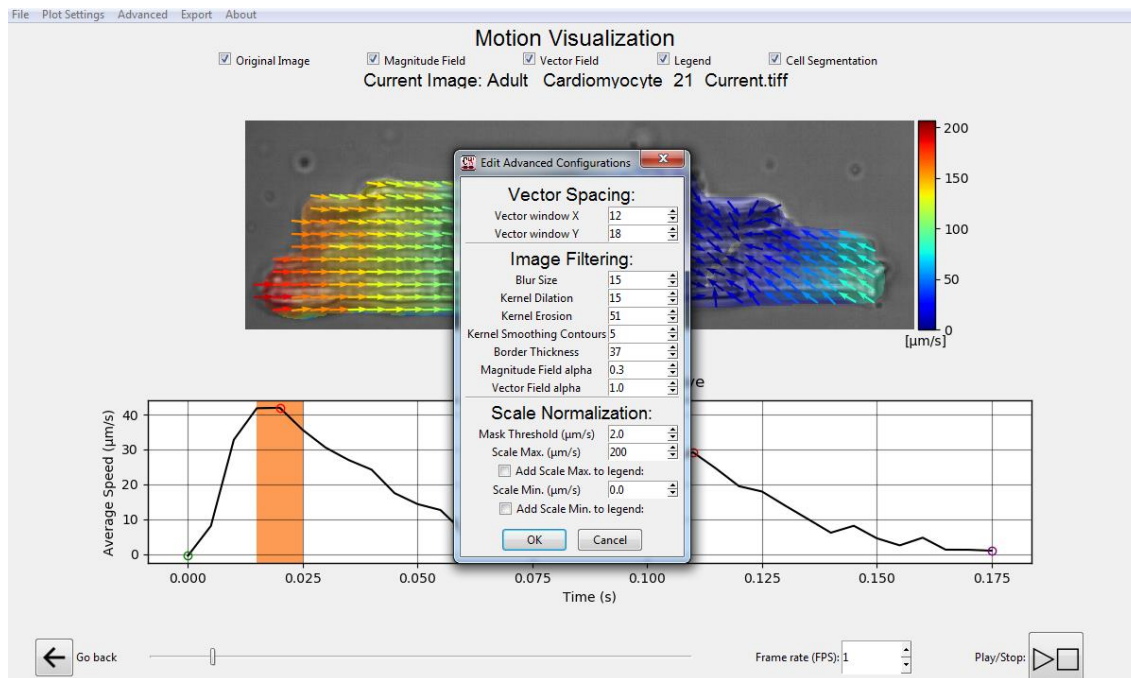 File Plot Settings Advanced Export About
Motion Visualization
Original Image Magnitude Field Vector Field Legend Cell Segmentation
Current Image: Adult Cardiomyocyte 21 Current.tiff
200
150
100
50
0
[µm/s]
Edit Advanced Configurations
Vector Spacing:
Vector window X 12
Vector window Y 18
Image Filtering:
Blur Size 15
Kernel Dilation 15
Kernel Erosion 51
Kernel Smoothing Contours 5
Border Thickness 37
Magnitude Field alpha 0.3
Vector Field alpha 1.0
Scale Normalization:
Mask Threshold (µm/s) 2.0
Scale Max. (µm/s) 200
Add Scale Max. to legend:
Scale Min. (µm/s) 0.0
Add Scale Min. to legend:
OK Cancel
Average Speed (µm/s)
40
30
20
10
0
0.000 0.025 0.050 0.075 0.100 0.125 0.150 0.175
Time (s)
Go back Frame rate (FPS): 1 Play/Stop: